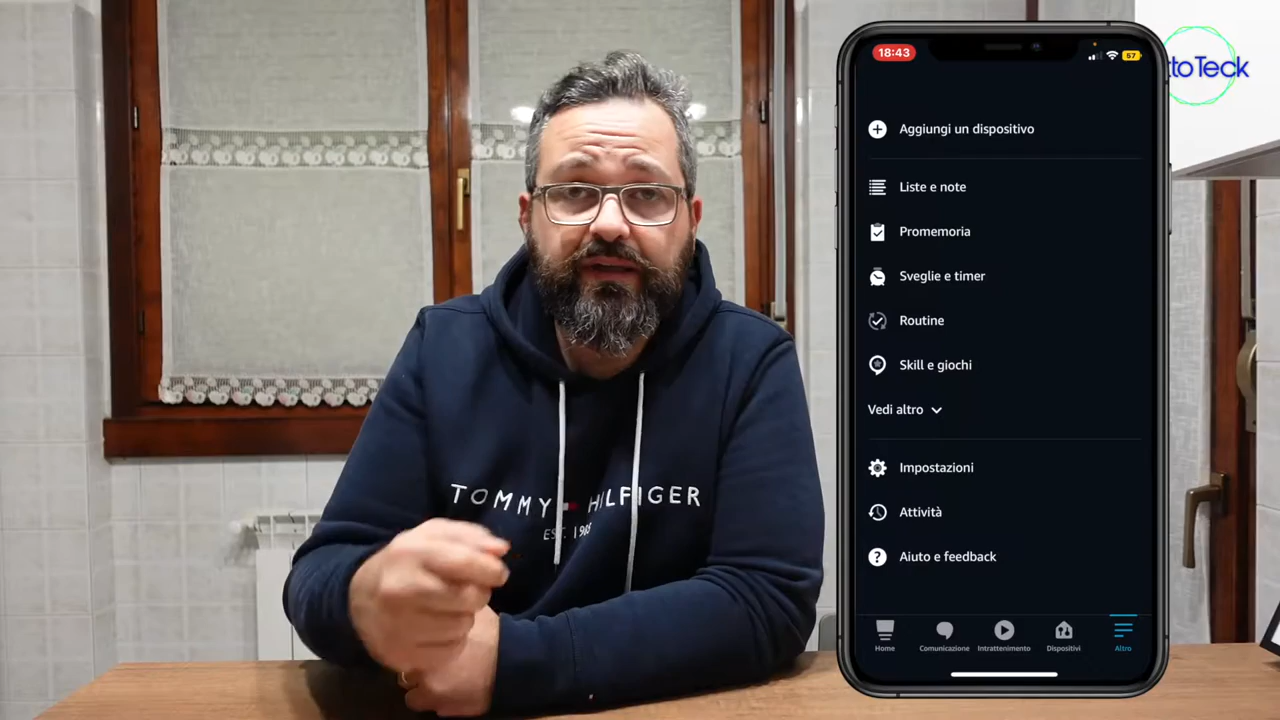 18:43
57
toTeck
Aggiungi un dispositivo
Liste e note
Promemoria
Sveglie e timer
Routine
Skill e giochi
Vedi altro
Impostazioni
Attività
Aiuto e feedback
Home
Comunicazione
Intrattenimento
Dispositivi
Altro
TOMMY HILFIGER
EST. 1985